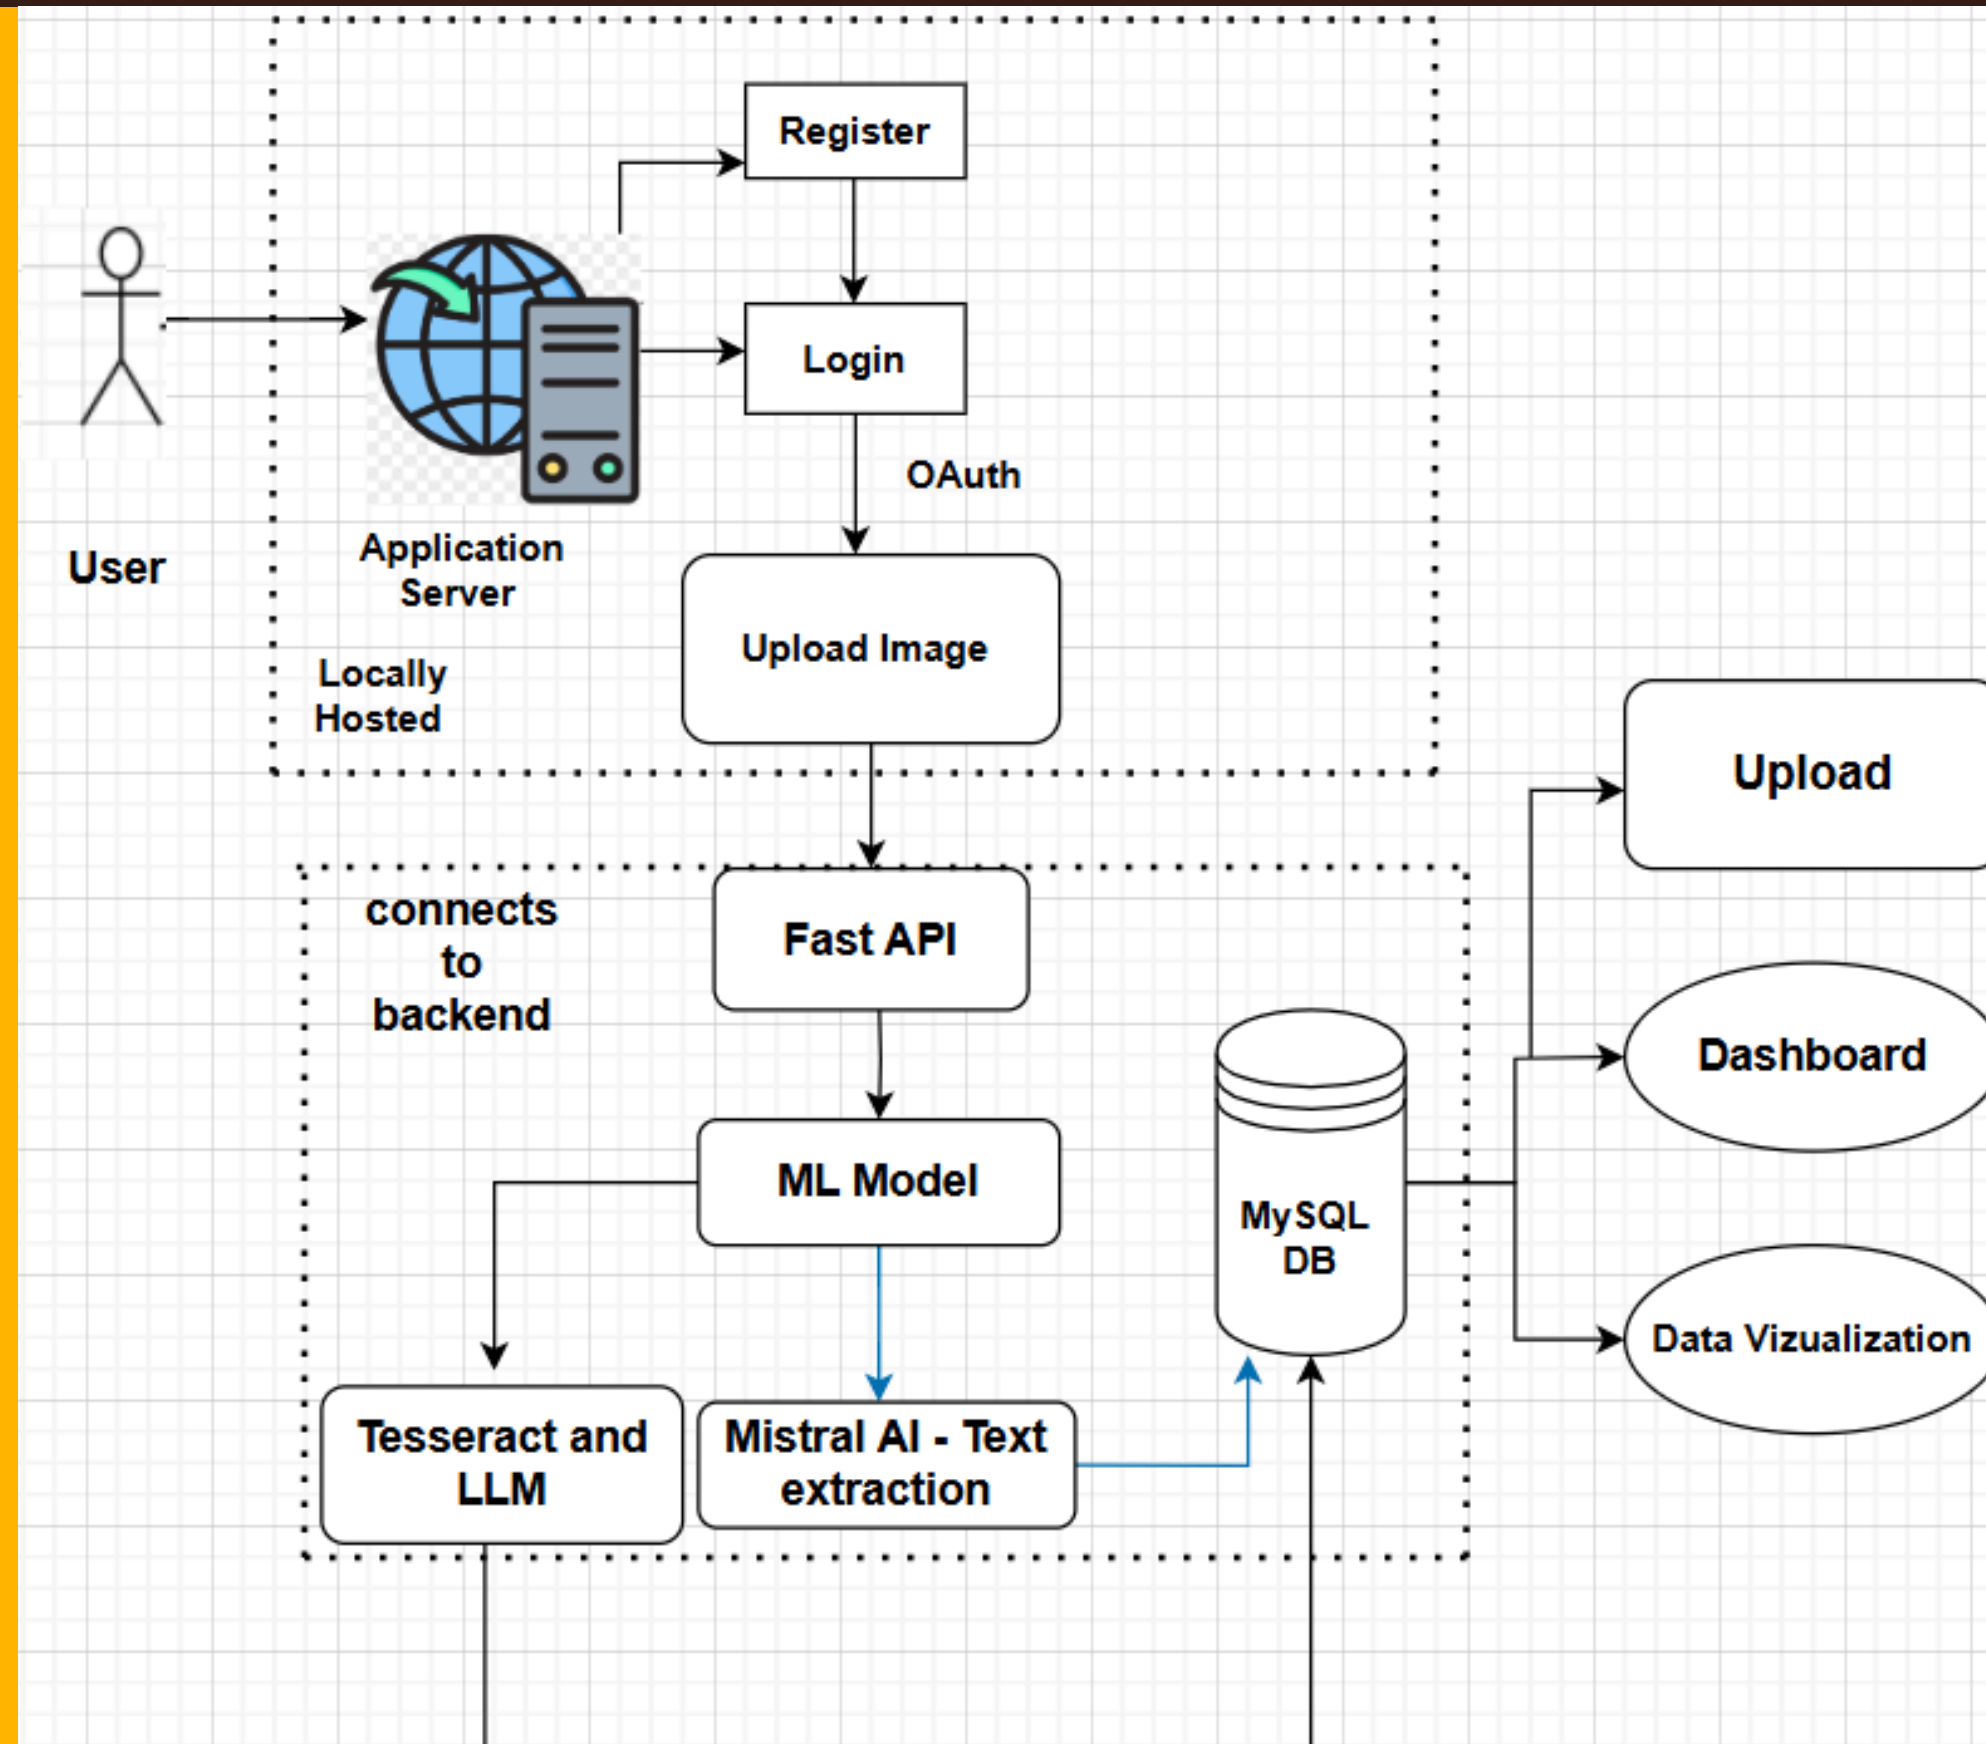 Register
Login
OAuth
User
Application
Server
Upload Image
Locally
Hosted
Upload
connects
to
backend
Fast API
Dashboard
ML Model
MySQL
DB
Data Vizualization
Tesseract and
LLM
Mistral AI - Text
extraction